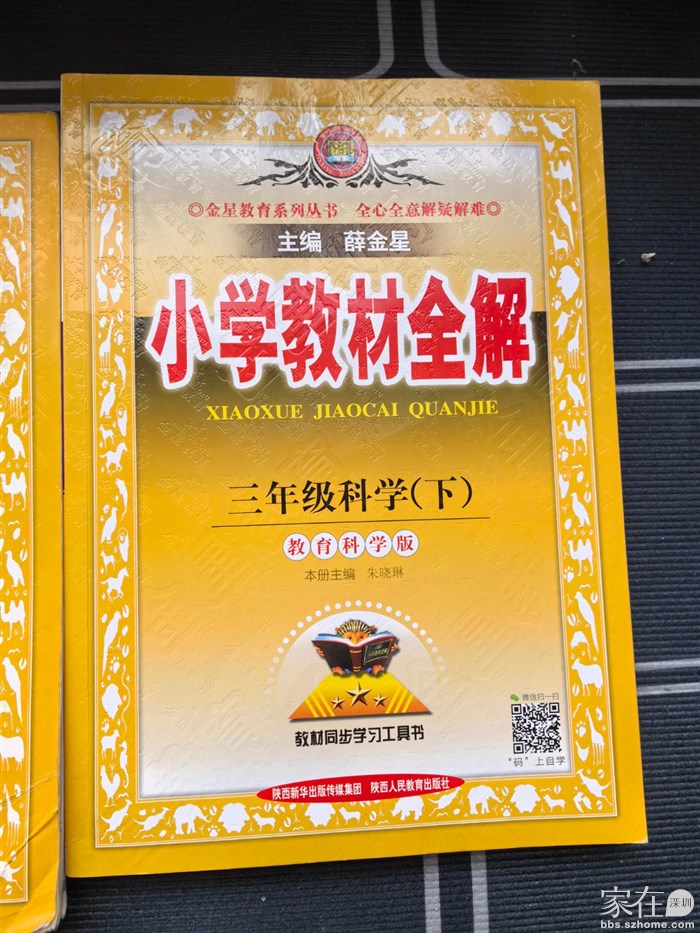 ◎金星教育系列丛书 全心全意解疑解难◎
主编 薛金星
小学教材全解
XIAOXUE JIAOCAI QUANJIE
三年级科学(下)
教育科学版
本册主编 朱晓琳
教材同步学习工具书
微信扫一扫
“码”上自学
陕西新华出版传媒集团 陕西人民教育出版社
家在深圳
bbs.szhome.com